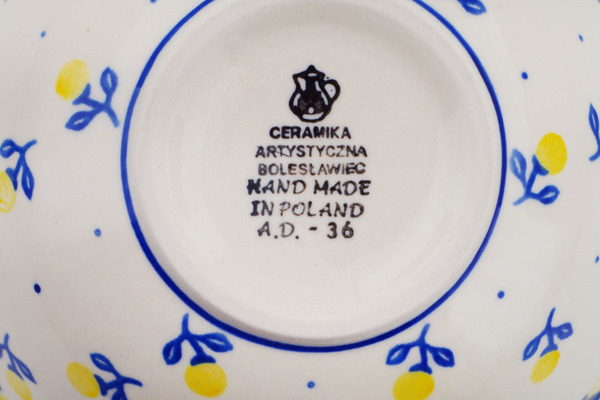 CERAMIKA
ARTYSTYCZNA
BOLESŁAWIEC
HAND MADE
IN POLAND
A.D. - 36